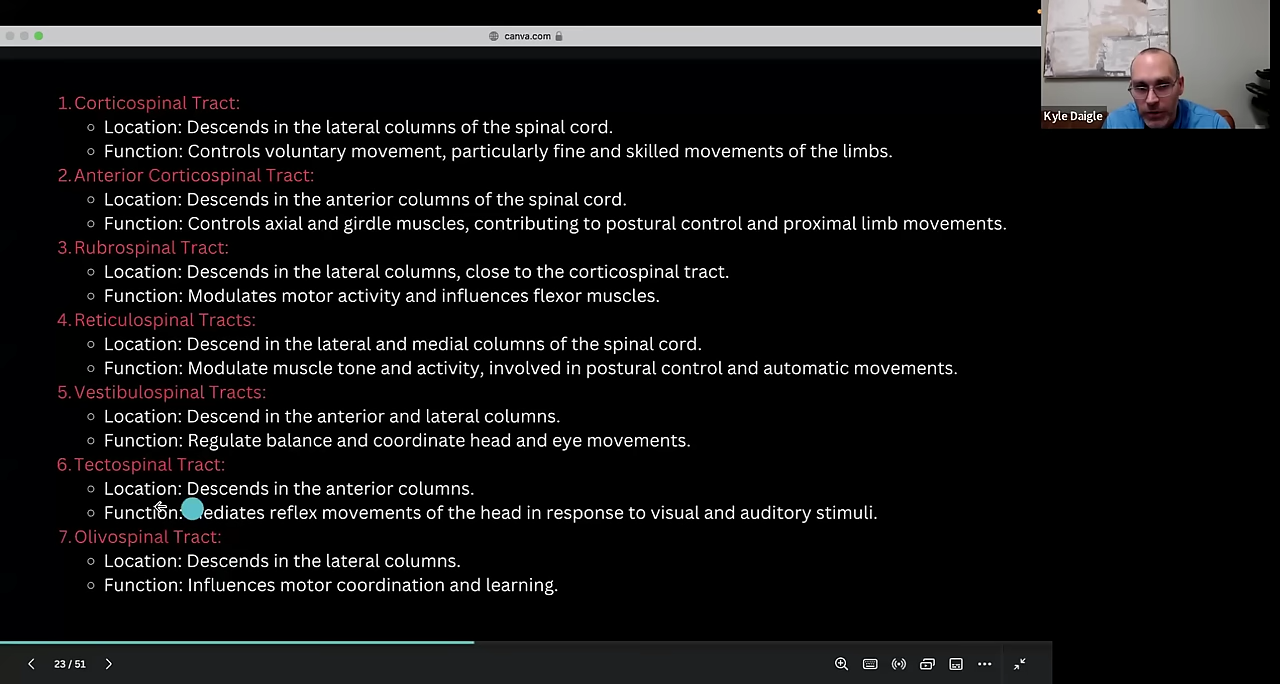 canva.com
Kyle Daigle
1. Corticospinal Tract:
Location: Descends in the lateral columns of the spinal cord.
Function: Controls voluntary movement, particularly fine and skilled movements of the limbs.
2. Anterior Corticospinal Tract:
Location: Descends in the anterior columns of the spinal cord.
Function: Controls axial and girdle muscles, contributing to postural control and proximal limb movements.
3. Rubrospinal Tract:
Location: Descends in the lateral columns, close to the corticospinal tract.
Function: Modulates motor activity and influences flexor muscles.
4. Reticulospinal Tracts:
Location: Descend in the lateral and medial columns of the spinal cord.
Function: Modulate muscle tone and activity, involved in postural control and automatic movements.
5. Vestibulospinal Tracts:
Location: Descend in the anterior and lateral columns.
Function: Regulate balance and coordinate head and eye movements.
6. Tectospinal Tract:
Location: Descends in the anterior columns.
Function: Mediates reflex movements of the head in response to visual and auditory stimuli.
7. Olivospinal Tract:
Location: Descends in the lateral columns.
Function: Influences motor coordination and learning.
23 / 51